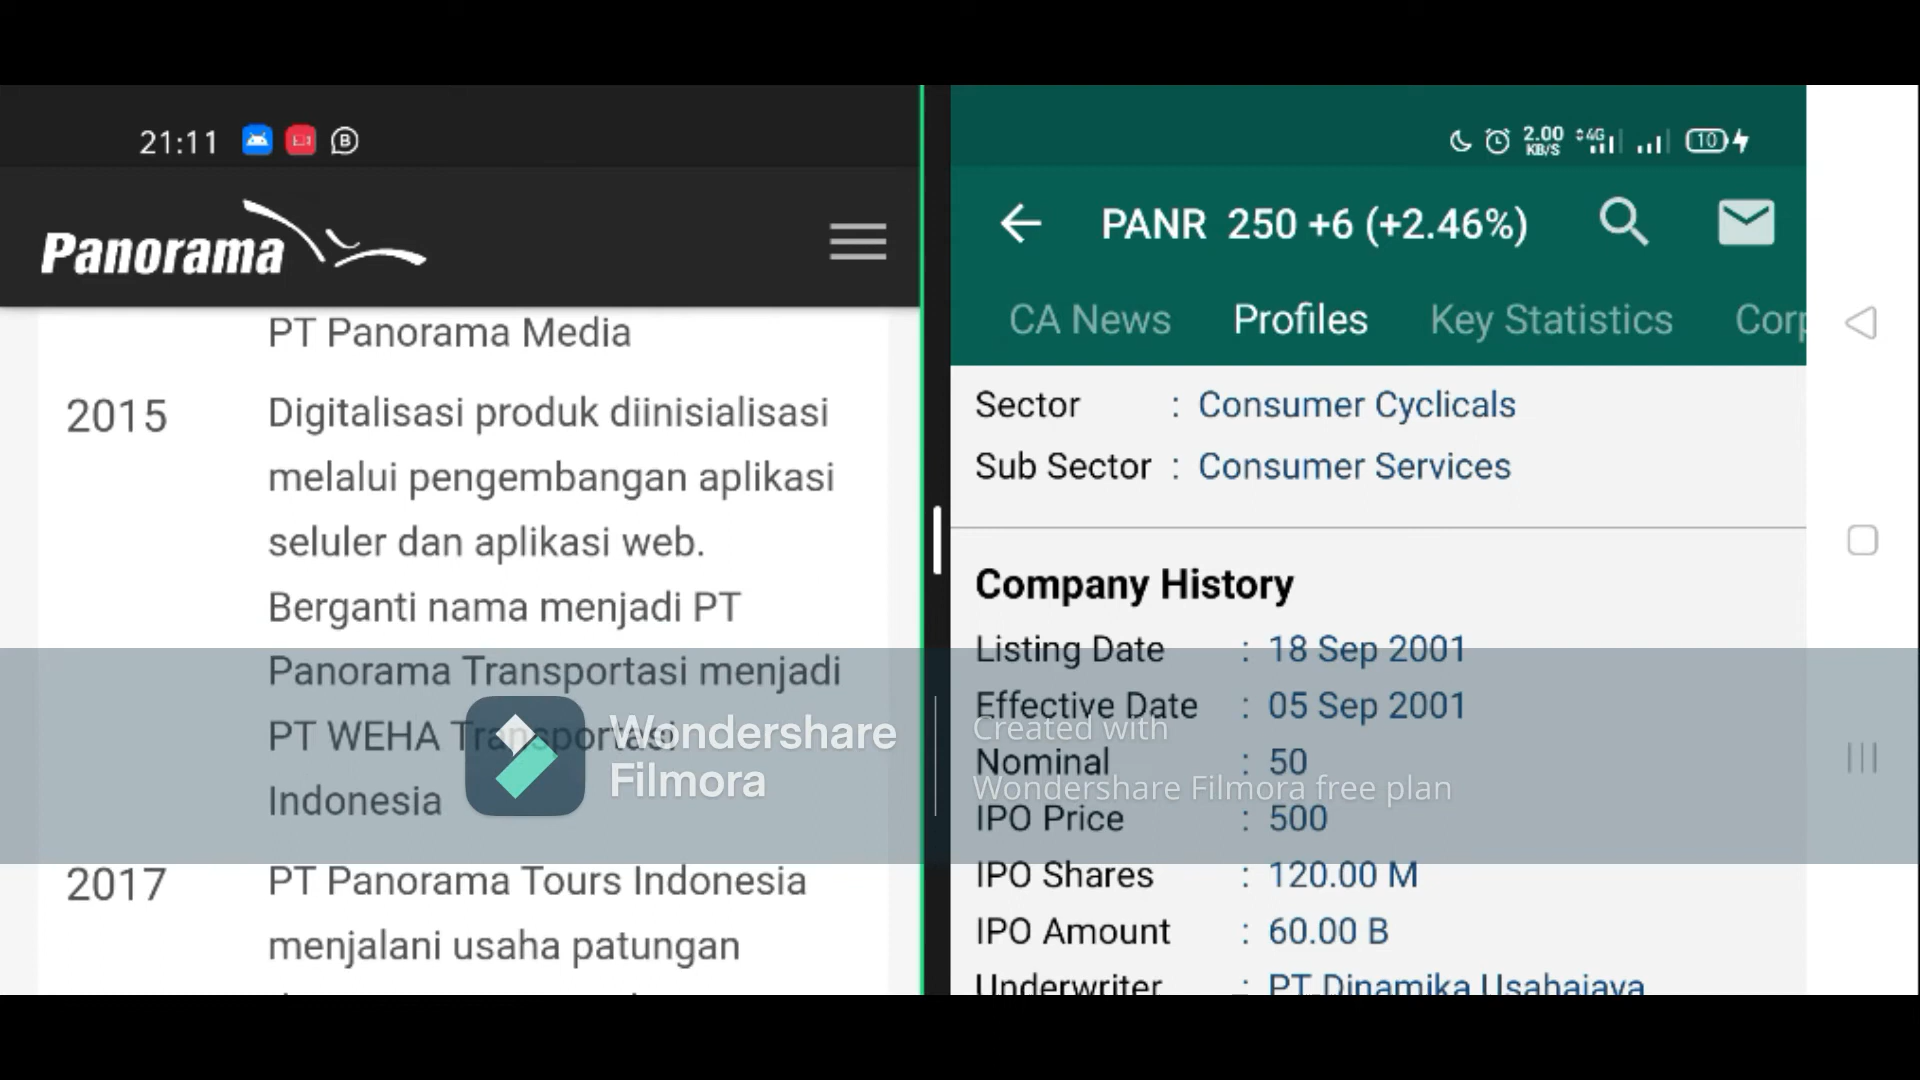 21:11
Panorama
PT Panorama Media
2015
Digitalisasi produk diinisialisasi
melalui pengembangan aplikasi
seluler dan aplikasi web.
Berganti nama menjadi PT
Panorama Transportasi menjadi
PT WEHA Transportasi
Indonesia
2017
PT Panorama Tours Indonesia
menjalani usaha patungan
2.00
KB/S
4G
10
PANR 250 +6 (+2.46%)
CA News Profiles Key Statistics Corp
Sector : Consumer Cyclicals
Sub Sector : Consumer Services
Company History
Listing Date : 18 Sep 2001
Effective Date : 05 Sep 2001
Nominal : 50
IPO Price : 500
IPO Shares : 120.00 M
IPO Amount : 60.00 B
Underwriter : PT Dinamika Usahajaya
Wondershare
Filmora
Created with
Wondershare Filmora free plan